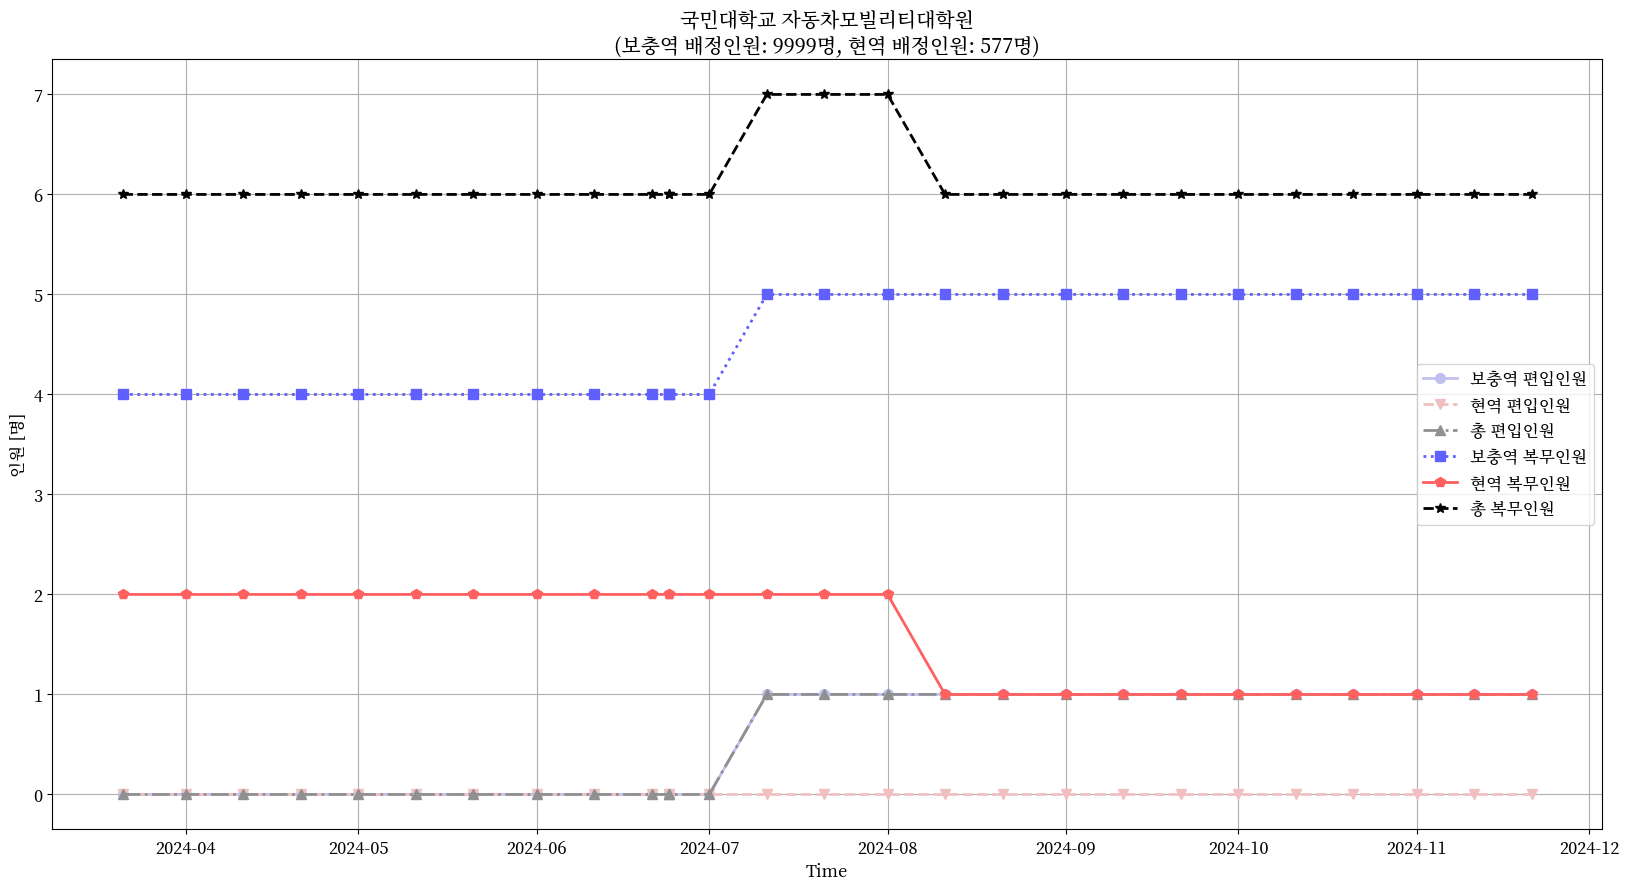 국민대학교 자동차모빌리티대학원
(보충역 배정인원: 9999명, 현역 배정인원: 577명)
인원 [명]
7
6
5
4
3
2
1
0
보충역 편입인원
현역 편입인원
총 편입인원
보충역 복무인원
현역 복무인원
총 복무인원
2024-04 2024-05 2024-06 2024-07 2024-08 2024-09 2024-10 2024-11 2024-12
Time